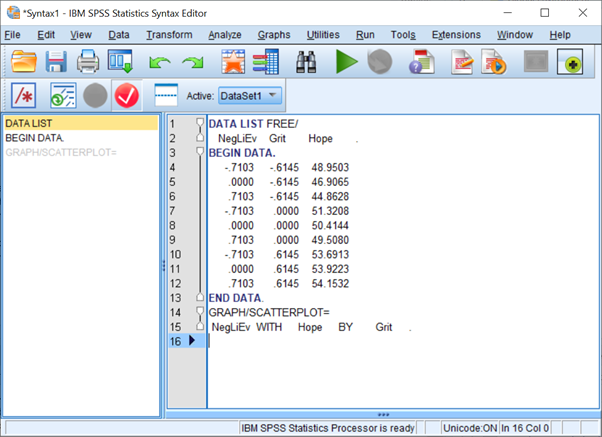 *Syntax1 - IBM SPSS Statistics Syntax Editor
File Edit View Data Transform Analyze Graphs Utilities Run Tools Extensions Window Help
Active: DataSet1
DATA LIST
BEGIN DATA.
GRAPH/SCATTERPLOT=
1 DATA LIST FREE/
2 NegLiEv Grit Hope .
3 BEGIN DATA.
4 -.7103 -.6145 48.9503
5 .0000 -.6145 46.9065
6 .7103 -.6145 44.8628
7 -.7103 .0000 51.3208
8 .0000 .0000 50.4144
9 .7103 .0000 49.5080
10 -.7103 .6145 53.6913
11 .0000 .6145 53.9223
12 .7103 .6145 54.1532
13 END DATA.
14 GRAPH/SCATTERPLOT=
15 NegLiEv WITH Hope BY Grit .
16
IBM SPSS Statistics Processor is ready Unicode:ON In 16 Col 0